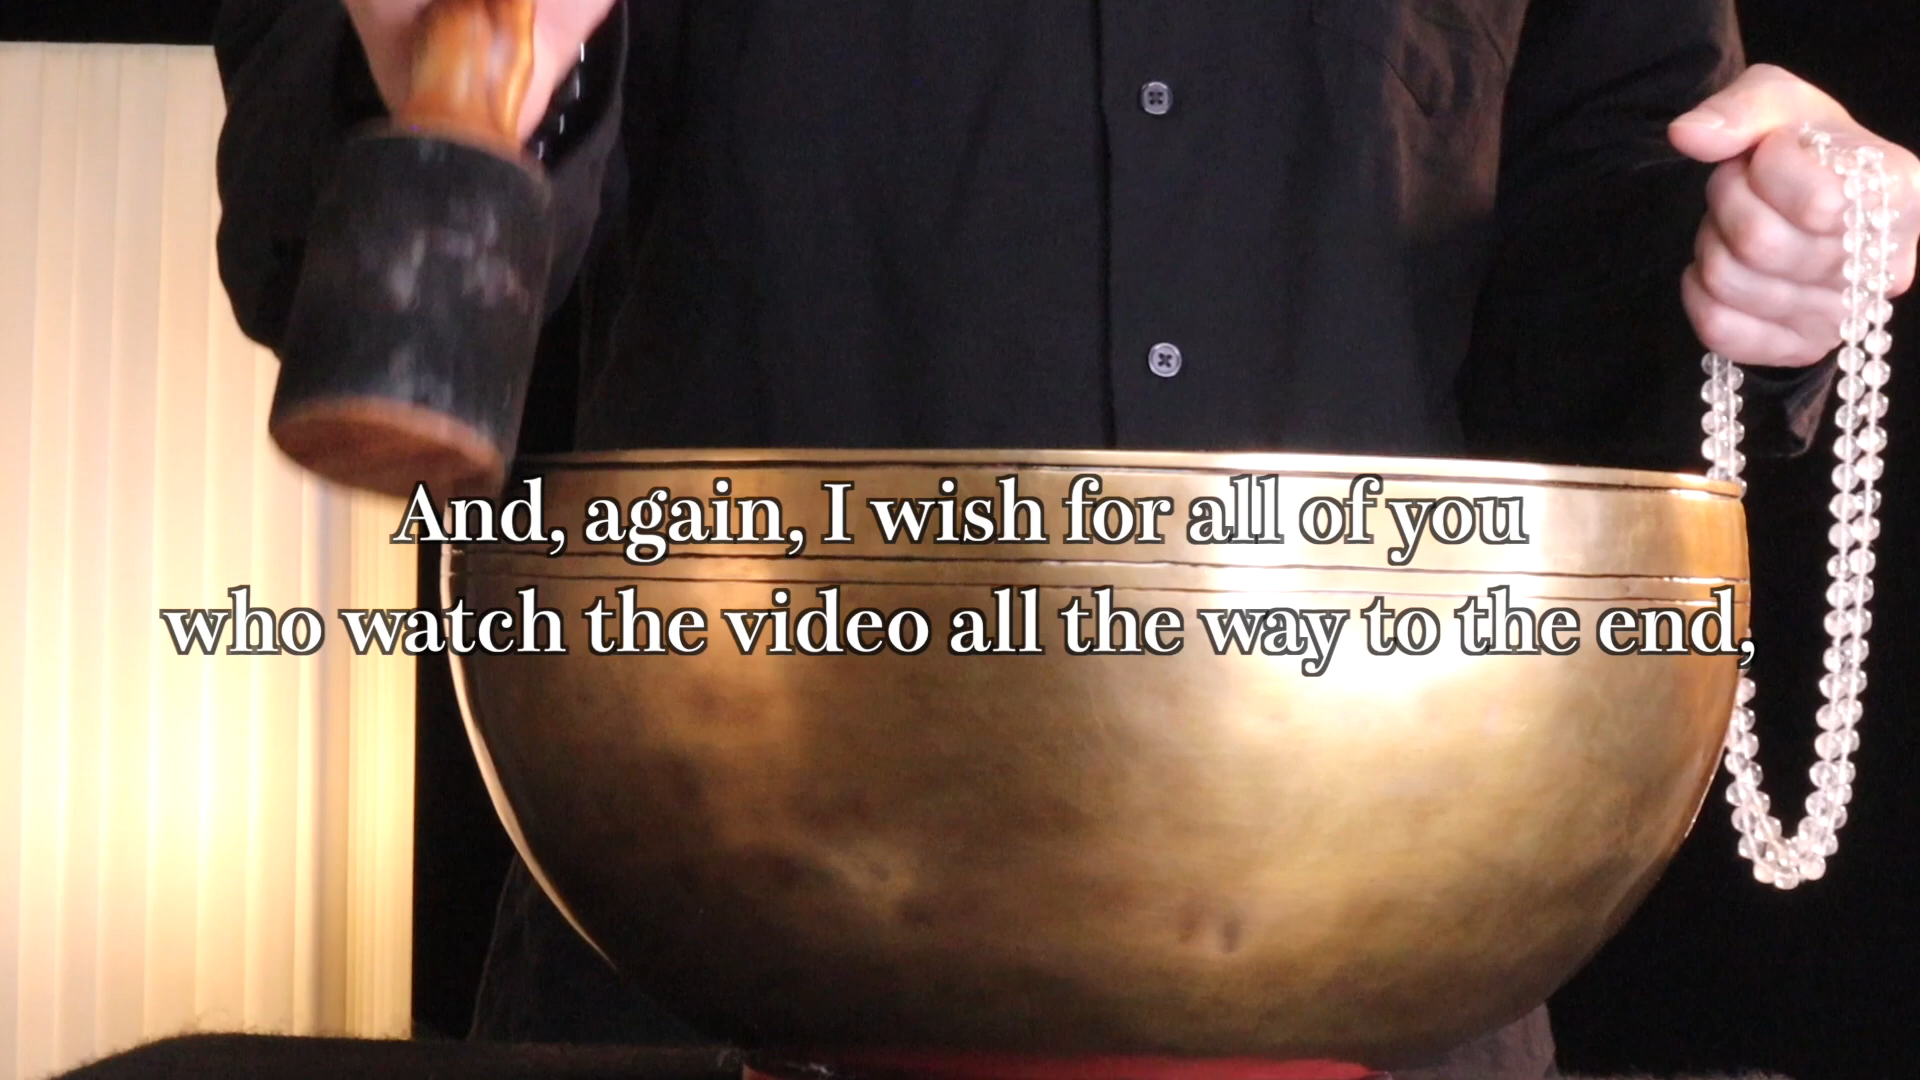 And, again, I wish for all of you
who watch the video all the way to the end,